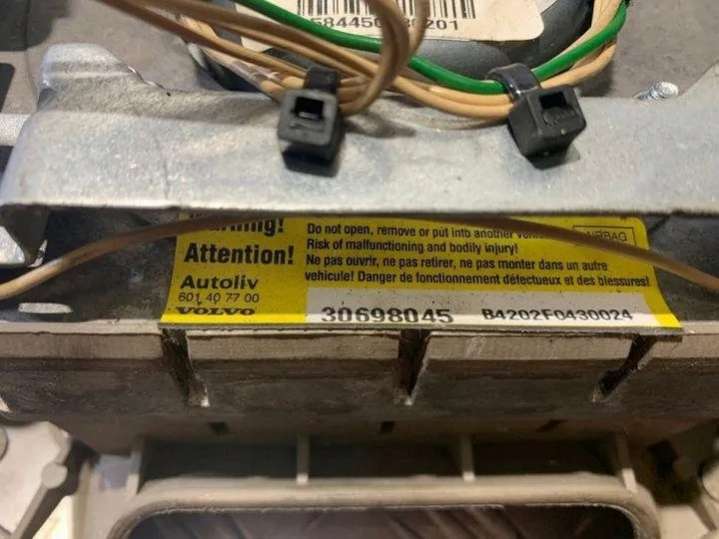 Attention!
Do not open, remove or put into another
Risk of malfunctioning and bodily injury!
AIRBAG
Ne pas ouvrir, ne pas retirer, ne pas monter dans un autre
vehicule! Danger de fonctionnement détectueux et des blessures!
Autoliv
601 40 77 00
VOLVO
30698045
B4202F0430024